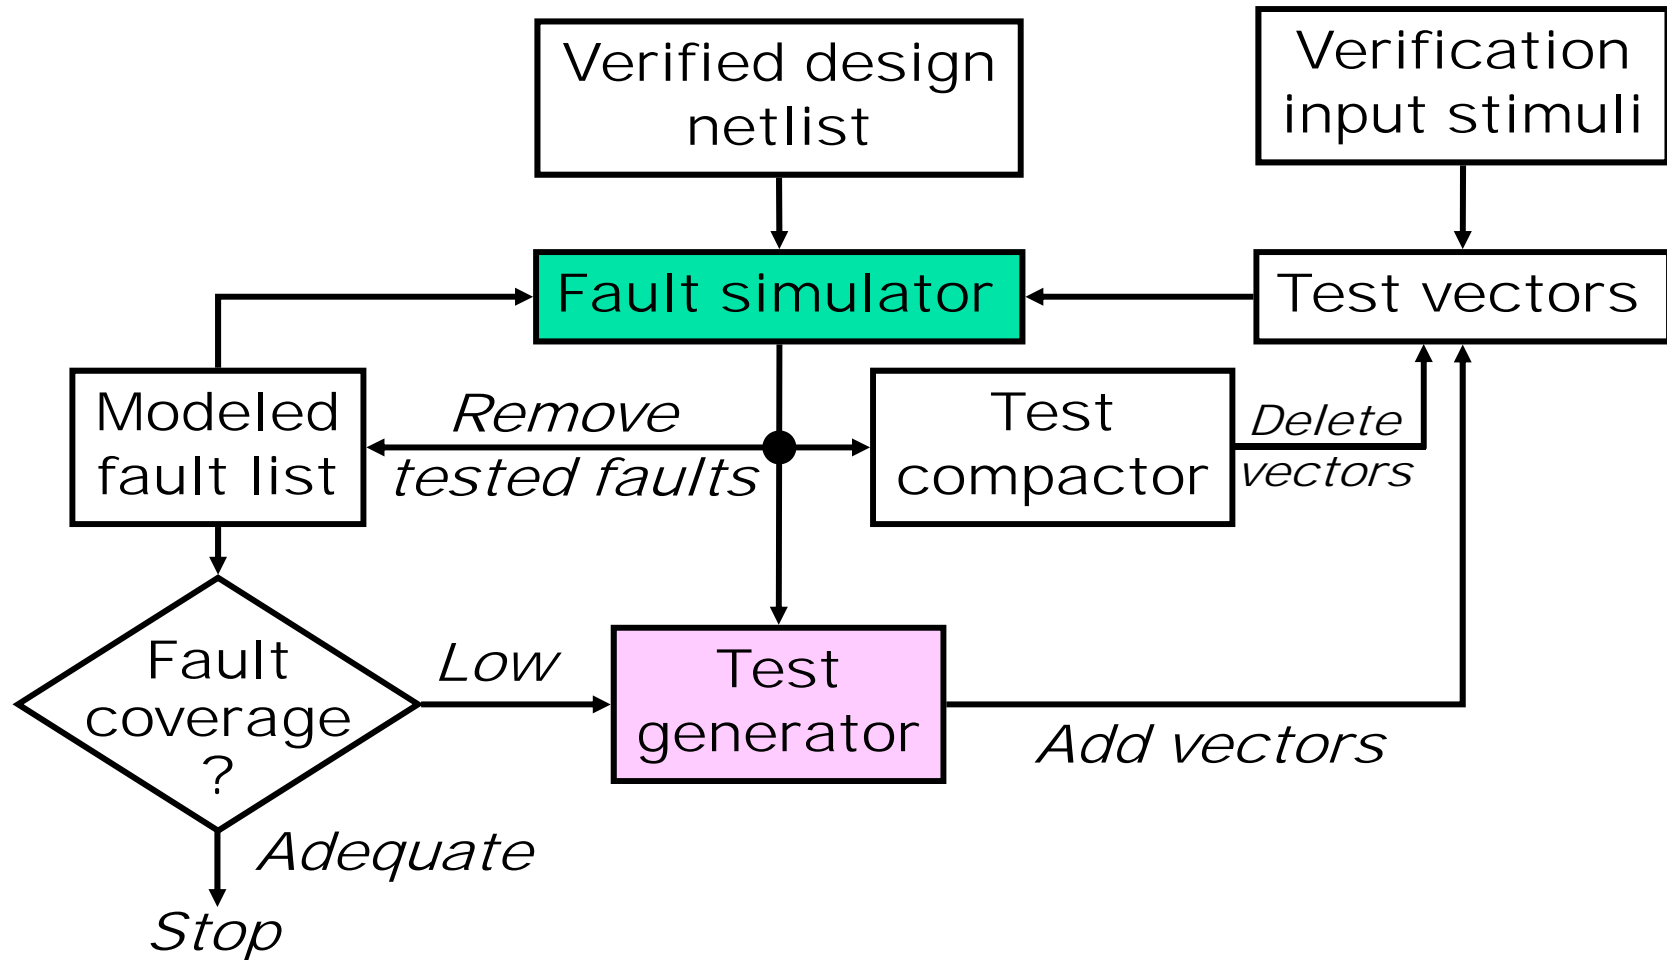 Verified design
netlist
Verification
input stimuli
Fault simulator
Test vectors
Modeled
fault list
Remove
tested faults
Test
compactor
Delete
vectors
Fault
coverage
?
Low
Test
generator
Add vectors
Adequate
Stop